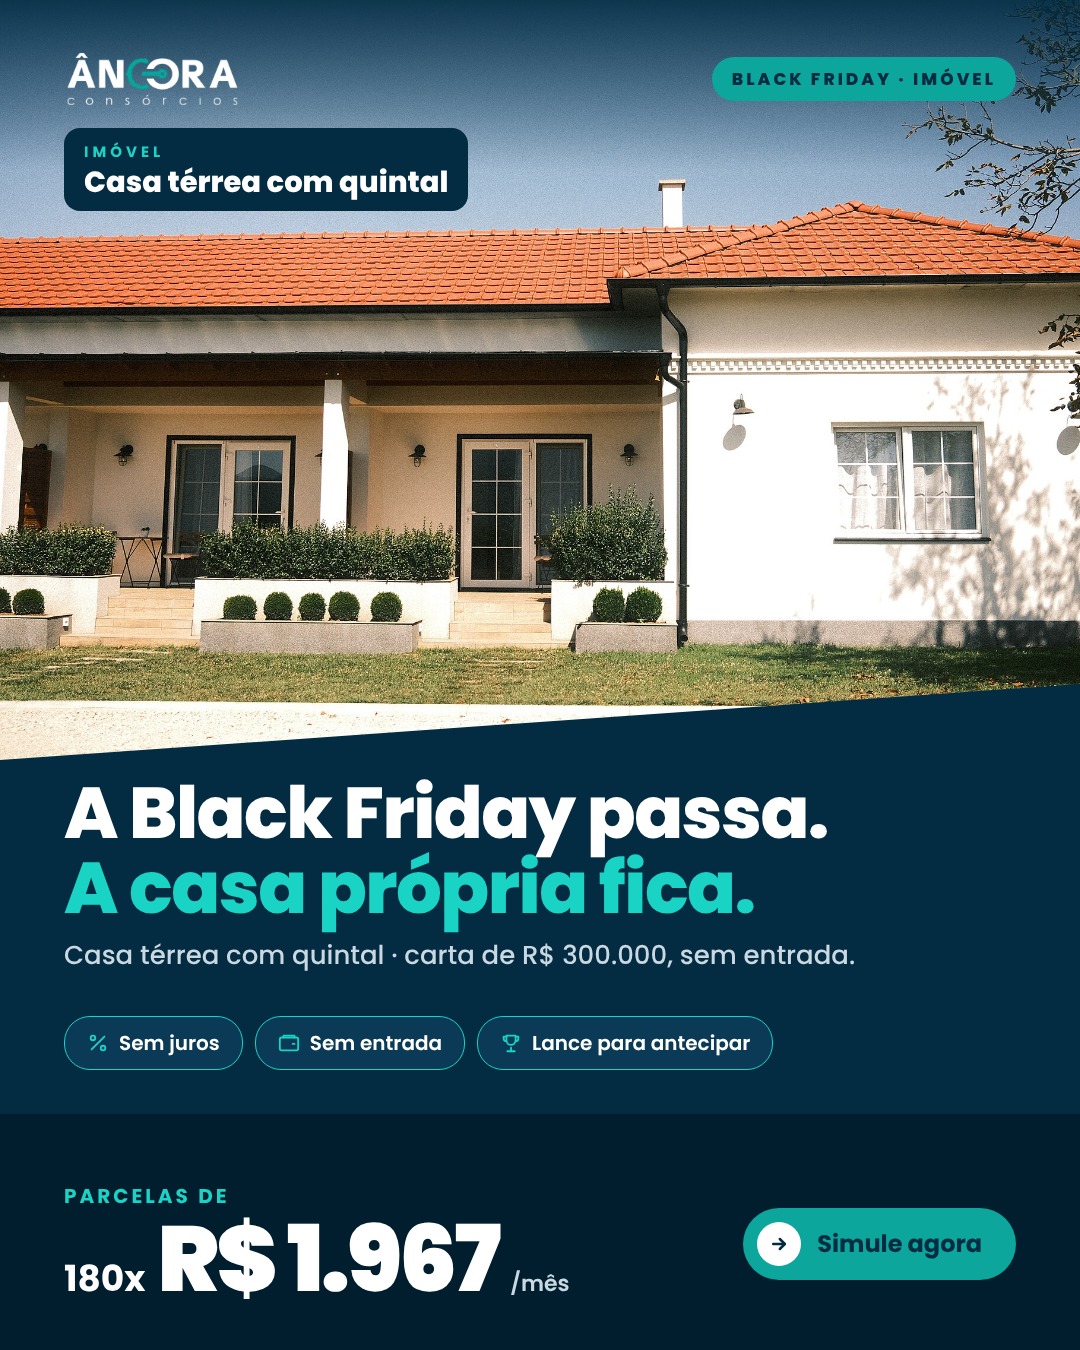 ÂNCORA
consórcios
BLACK FRIDAY · IMÓVEL
IMÓVEL
Casa térrea com quintal
A Black Friday passa.
A casa própria fica.
Casa térrea com quintal · carta de R$ 300.000, sem entrada.
Sem juros
Sem entrada
Lance para antecipar
PARCELAS DE
180x R$ 1.967 /mês
Simule agora